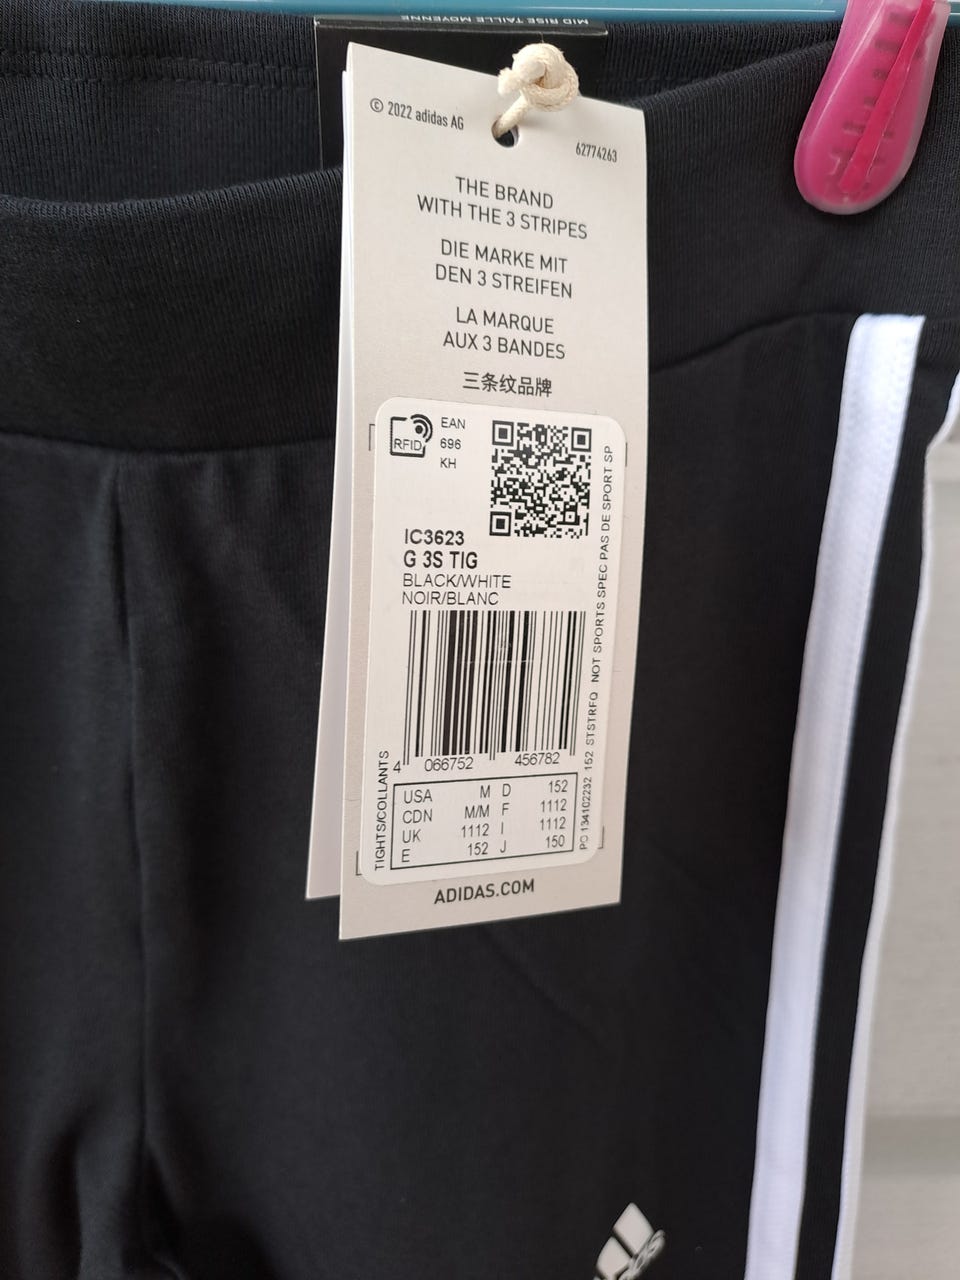 MID RISE TAILLE MOYENNE
© 2022 adidas AG
62774263
THE BRAND
WITH THE 3 STRIPES
DIE MARKE MIT
DEN 3 STREIFEN
LA MARQUE
AUX 3 BANDES
三条纹品牌
RFID
EAN
696
KH
IC3623
G 3S TIG
BLACK/WHITE
NOIR/BLANC
4 066752 456782
TIGHTS/COLLANTS
USA M D 152
CDN M/M F 1112
UK 1112 I 1112
E 152 J 150
PO 134102232 152 STSTRFQ NOT SPORTS SPEC PAS DE SPORT SP
ADIDAS.COM